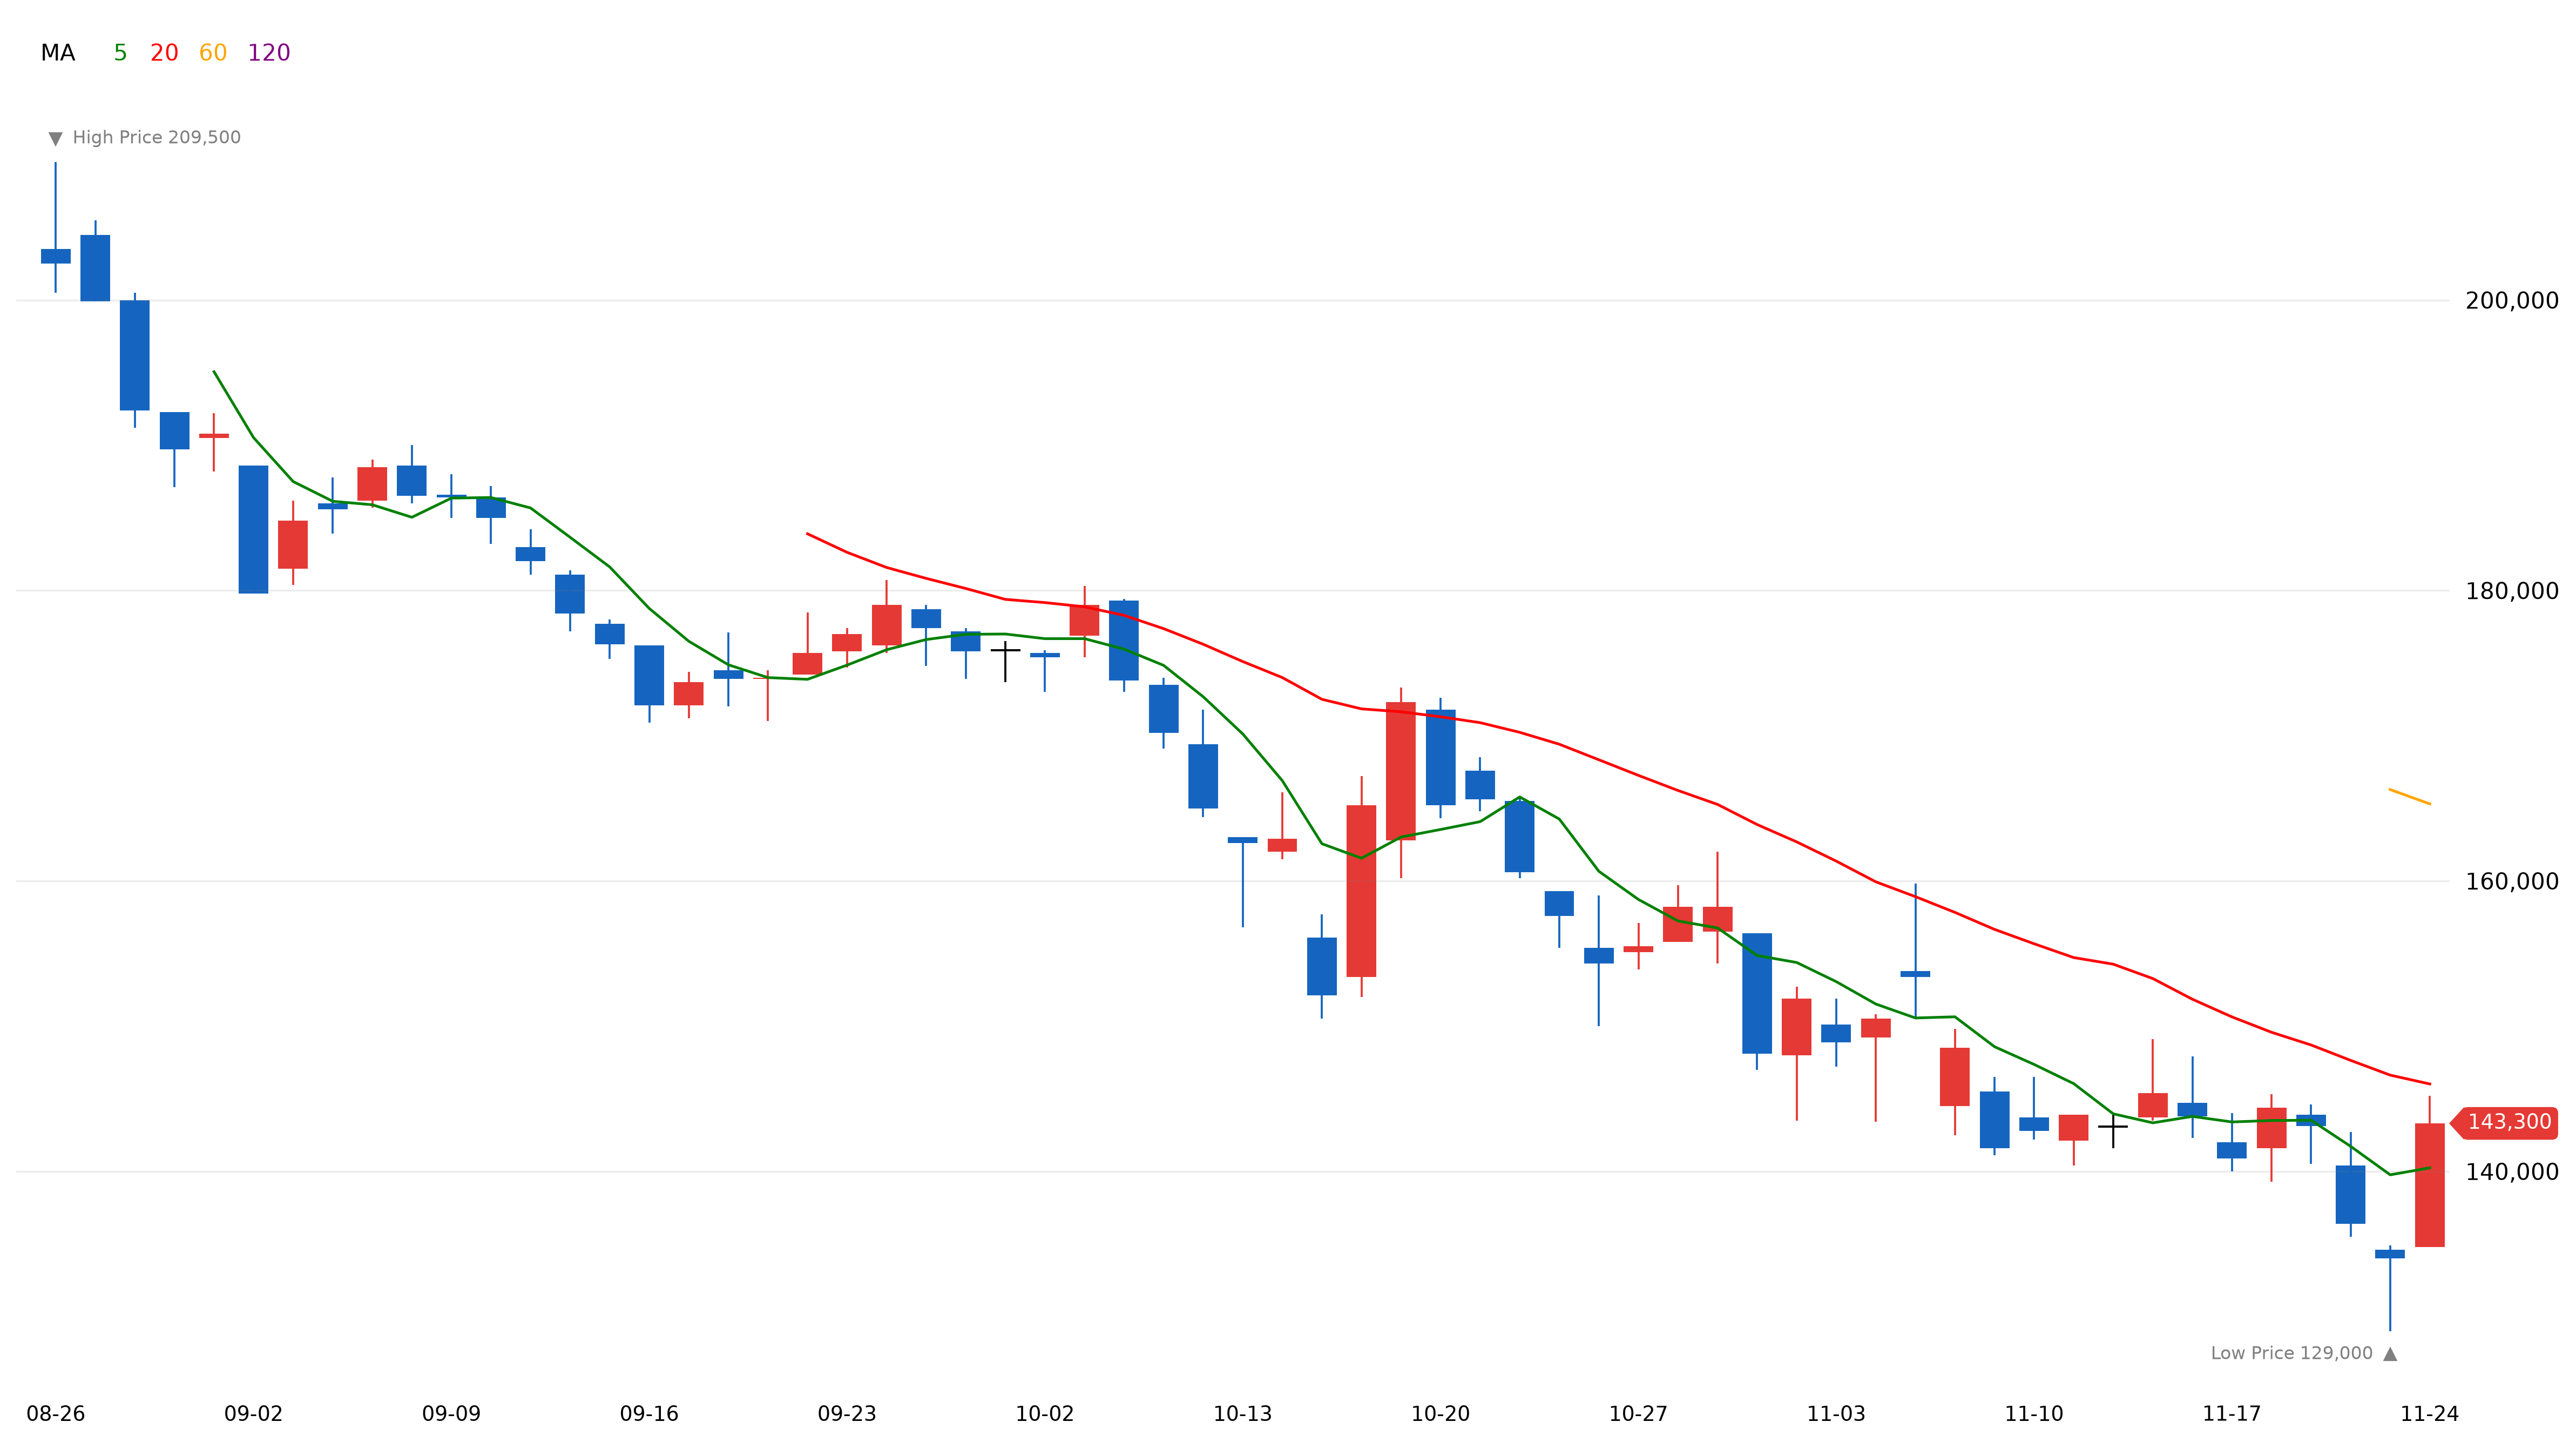 MA 5 20 60 120
▼ High Price 209,500
200,000
180,000
160,000
143,300
140,000
Low Price 129,000 ▲
08-26 09-02 09-09 09-16 09-23 10-02 10-13 10-20 10-27 11-03 11-10 11-17 11-24